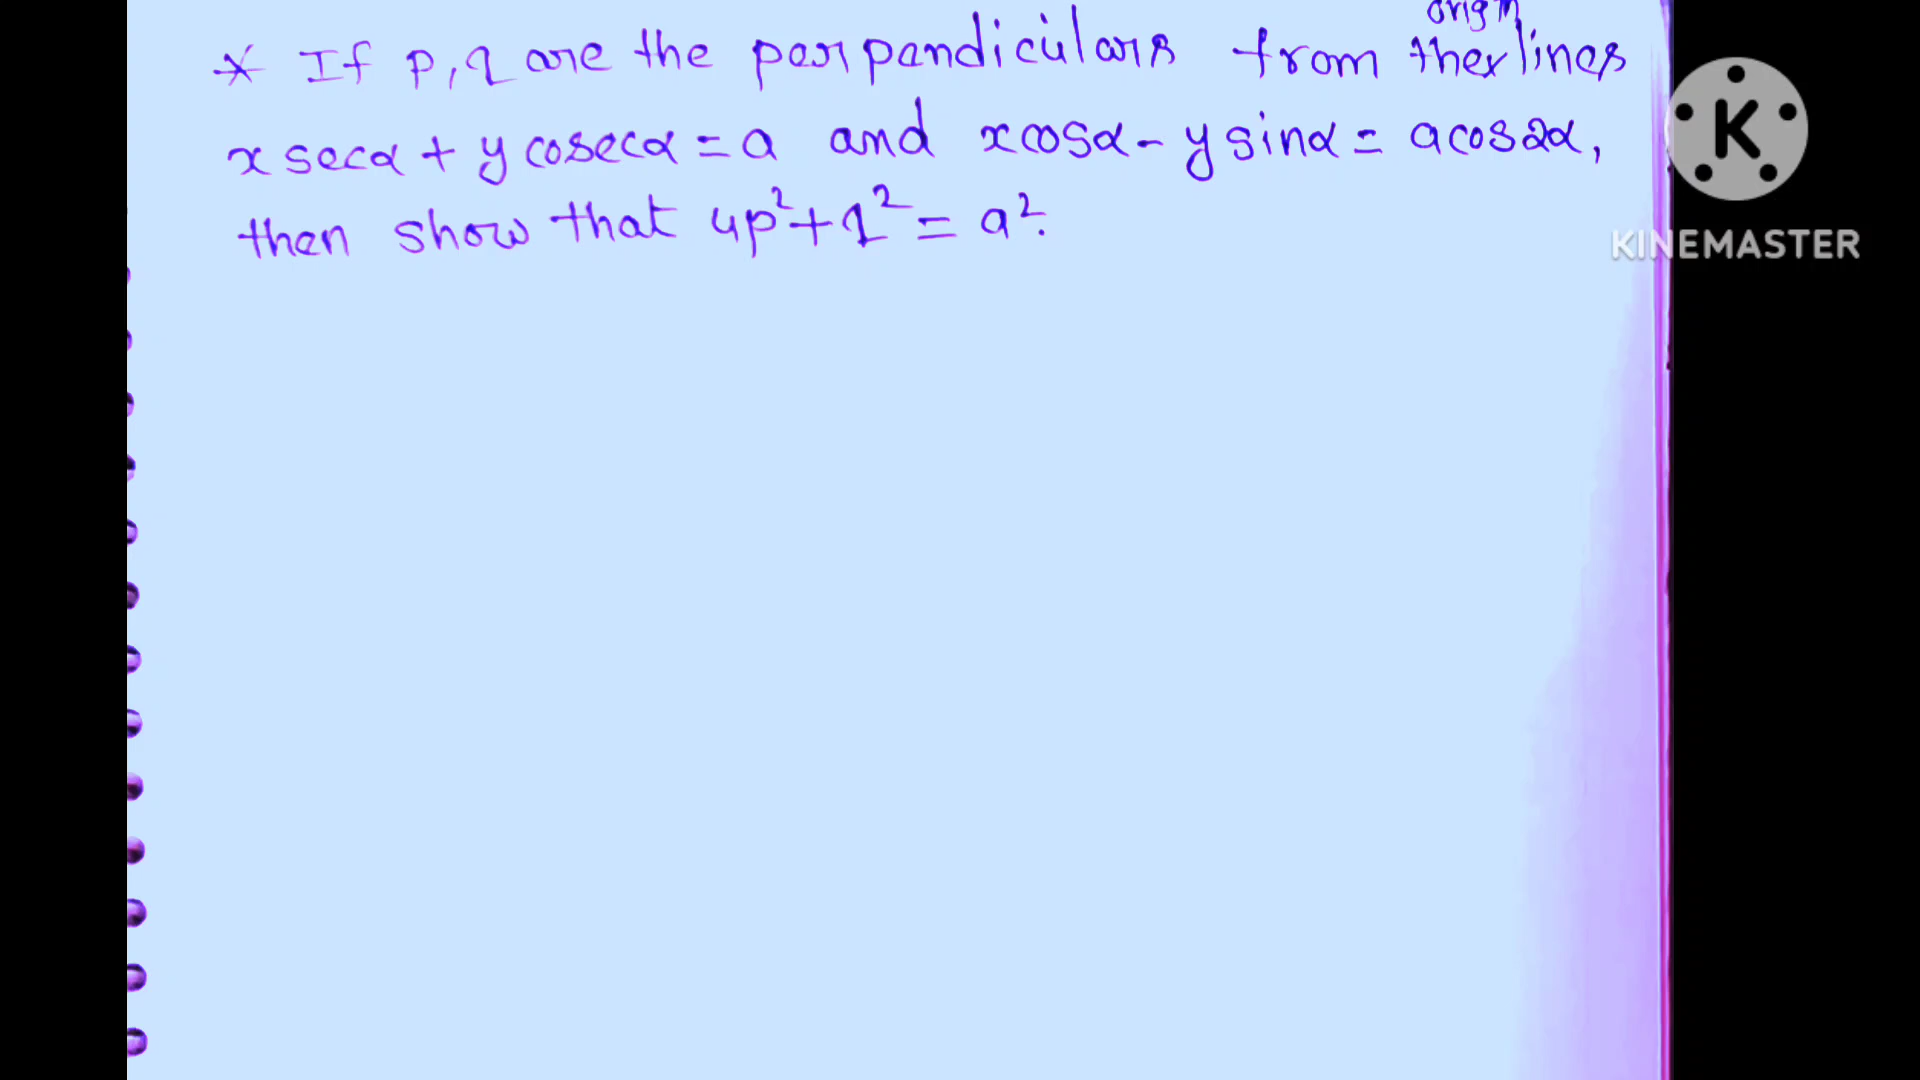 origin
* If p, q are the perpendiculars from the lines
x secα + y cosecα = a and x cosα - y sinα = a cos2α,
then show that 4p² + q² = a².
K
KINEMASTER